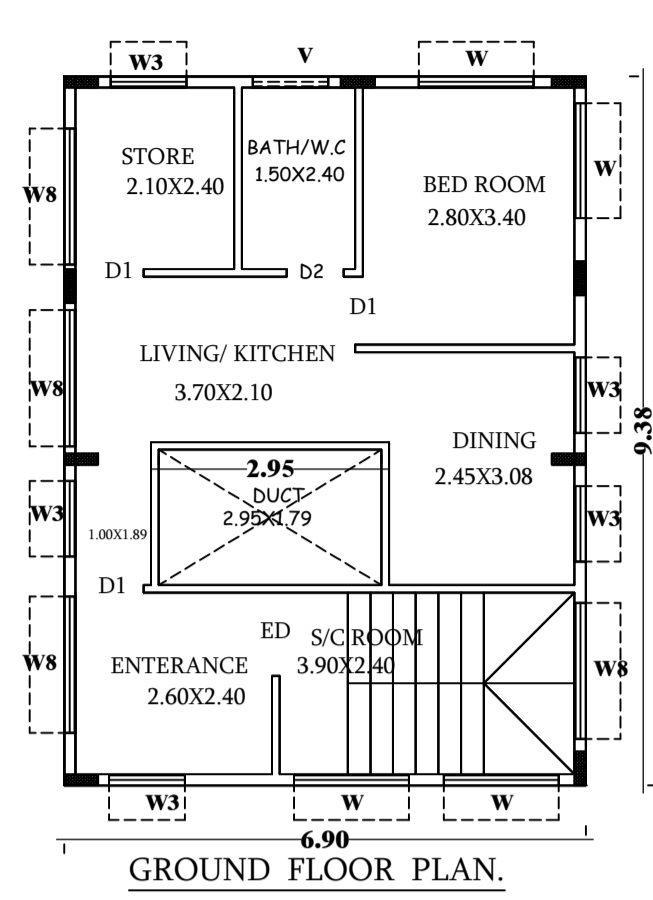 W3
V
W
STORE
2.10X2.40
BATH/W.C
1.50X2.40
BED ROOM
2.80X3.40
W8
W
D1
D2
D1
LIVING/ KITCHEN
3.70X2.10
W8
W3
9.38
DINING
2.45X3.08
2.95
DUCT
2.95X1.79
W3
1.00X1.89
W3
D1
ED
S/C ROOM
3.90X2.40
ENTERANCE
2.60X2.40
W8
W8
W3
W
W
6.90
GROUND FLOOR PLAN.